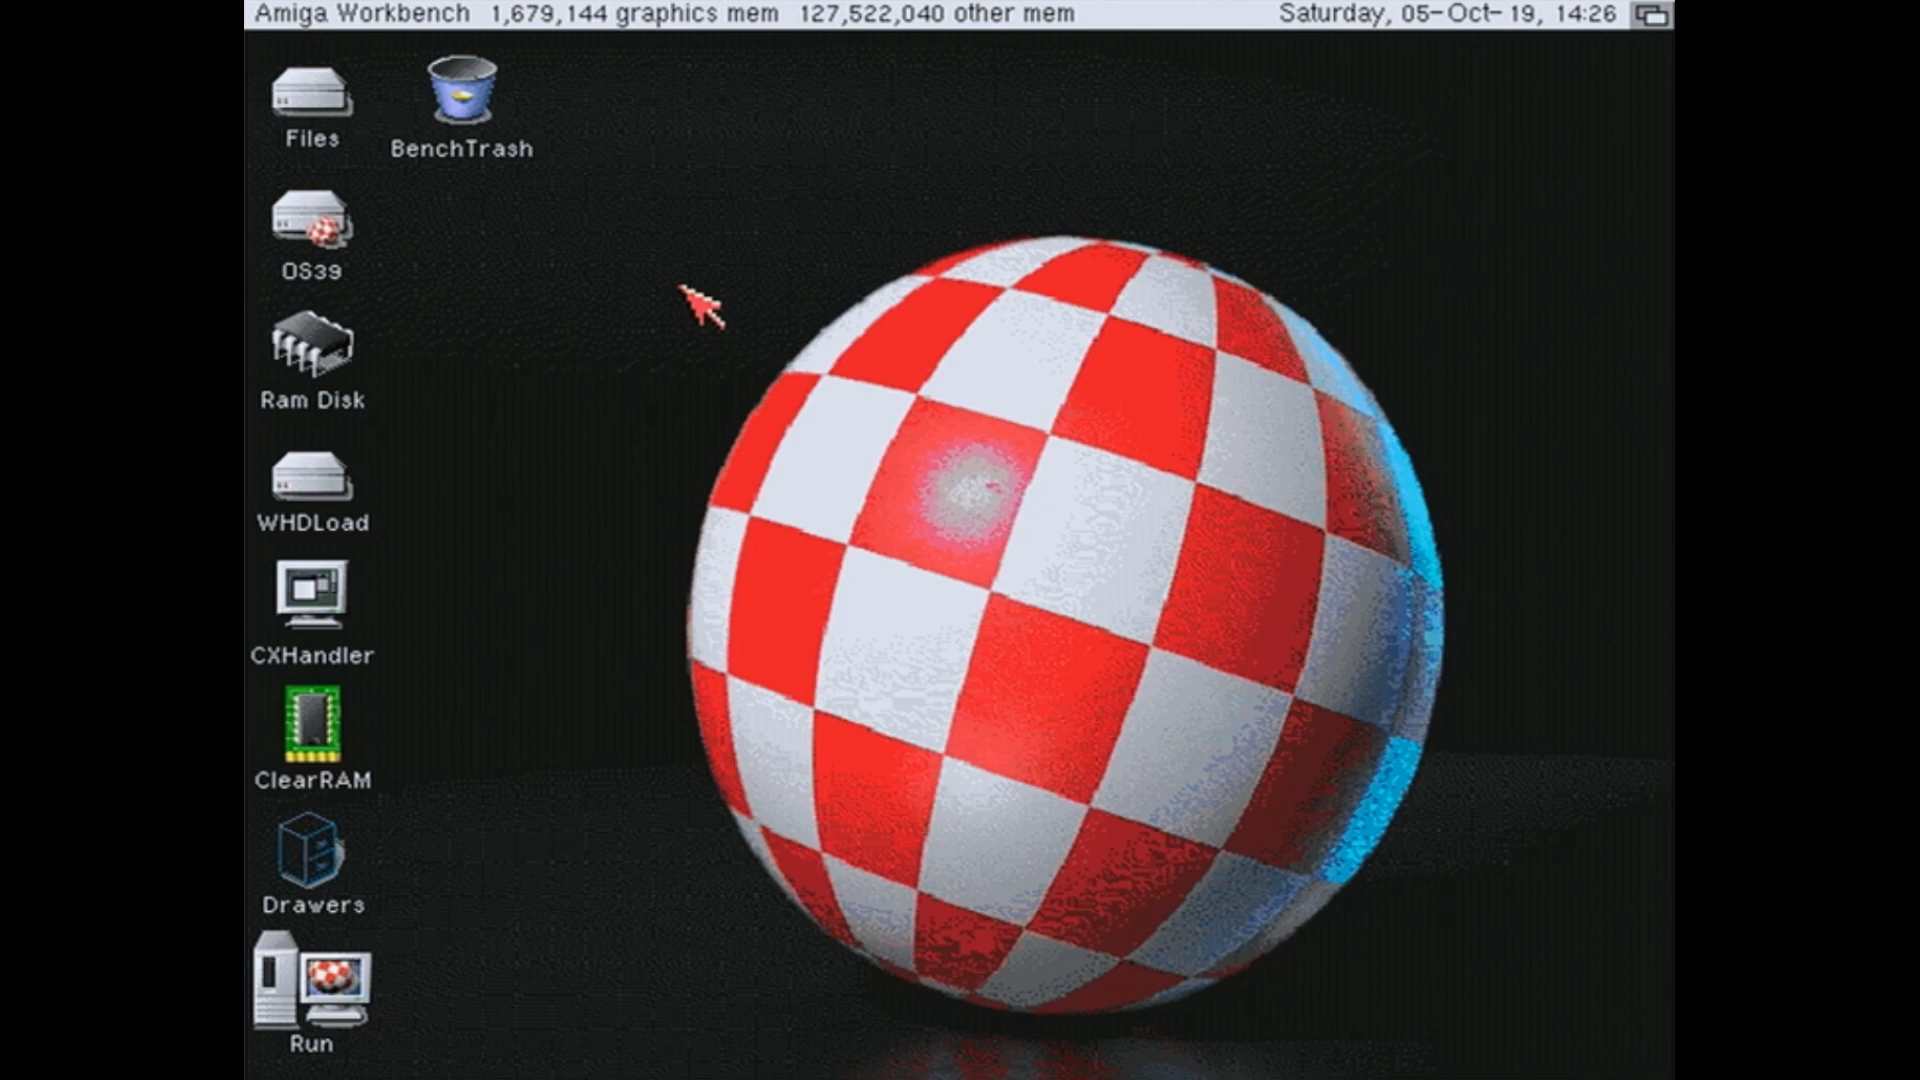 Amiga Workbench 1,679,144 graphics mem 127,522,040 other mem Saturday, 05-Oct-19, 14:26
Files
BenchTrash
OS39
Ram Disk
WHDLoad
CXHandler
ClearRAM
Drawers
Run